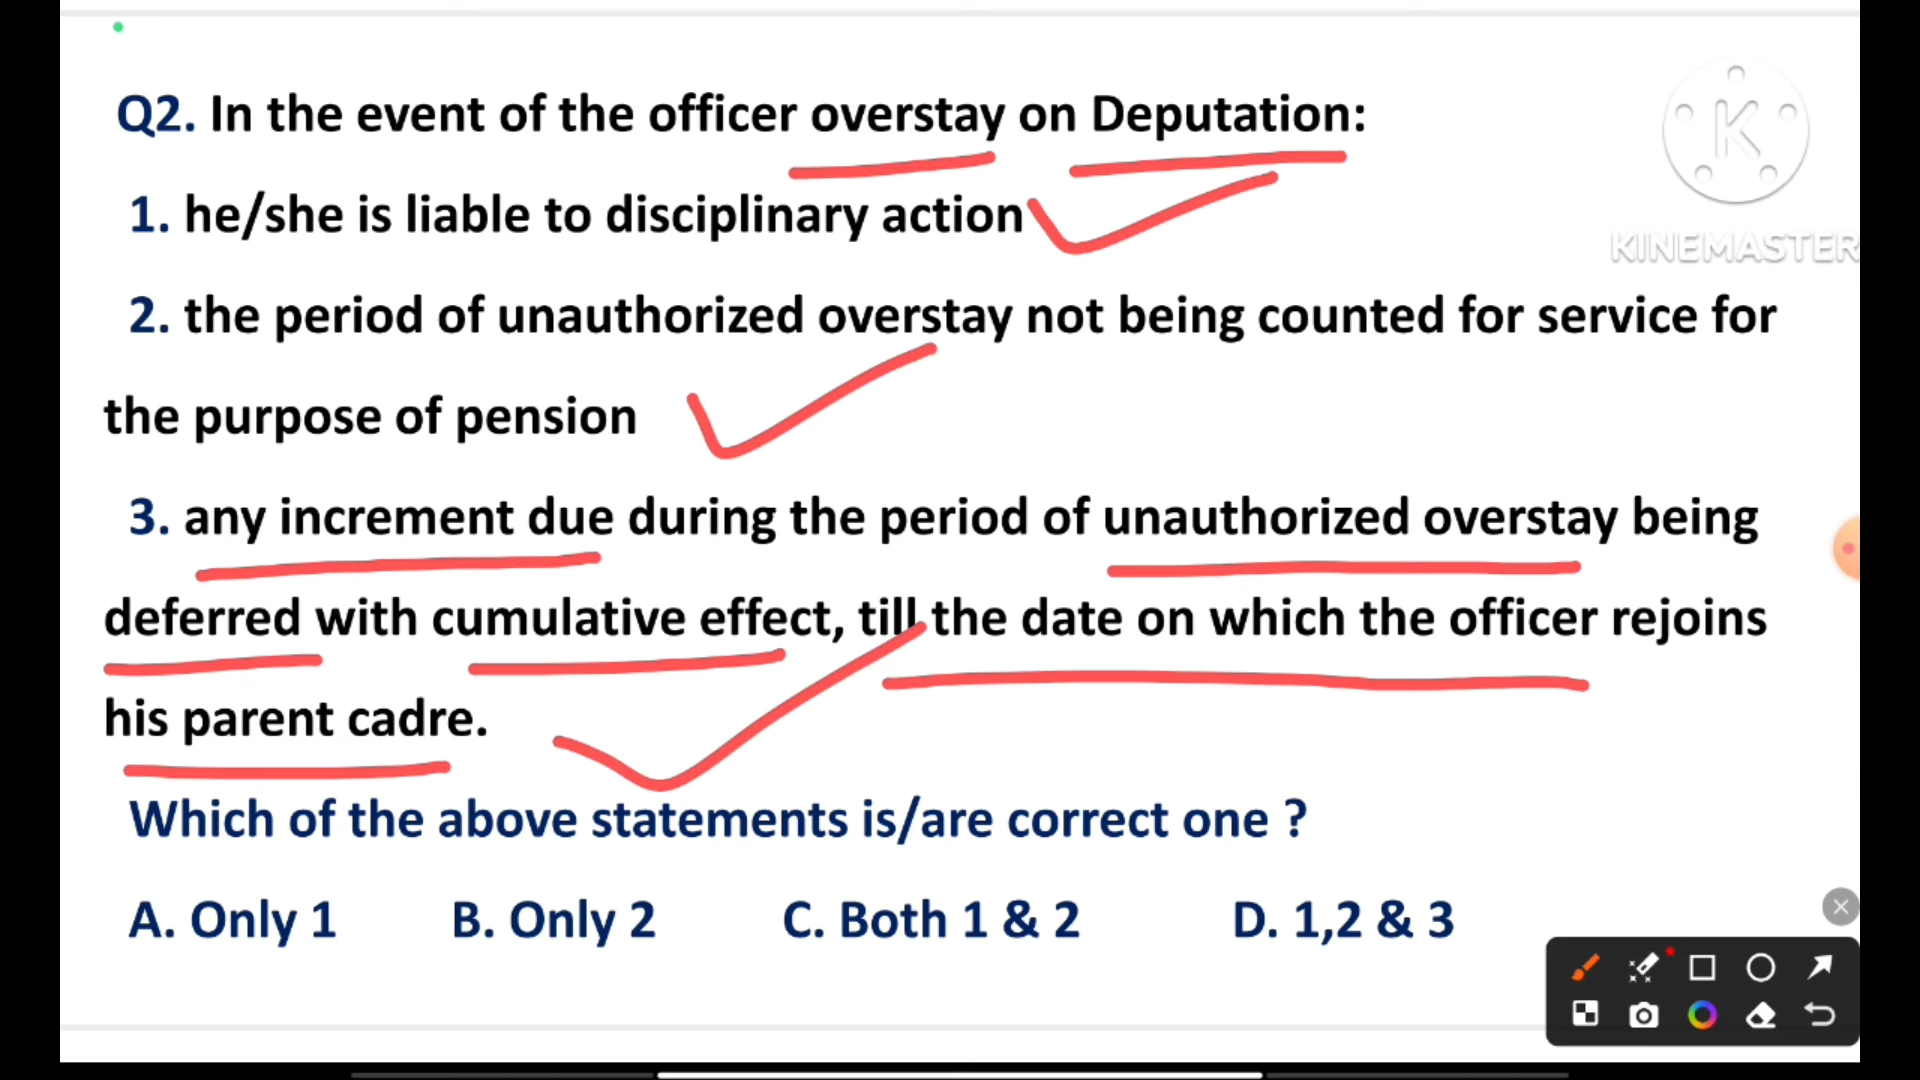 Q2. In the event of the officer overstay on Deputation:
1. he/she is liable to disciplinary action
2. the period of unauthorized overstay not being counted for service for
the purpose of pension
3. any increment due during the period of unauthorized overstay being
deferred with cumulative effect, till the date on which the officer rejoins
his parent cadre.
Which of the above statements is/are correct one ?
A. Only 1 B. Only 2 C. Both 1 & 2 D. 1,2 & 3
K
KINEMASTER